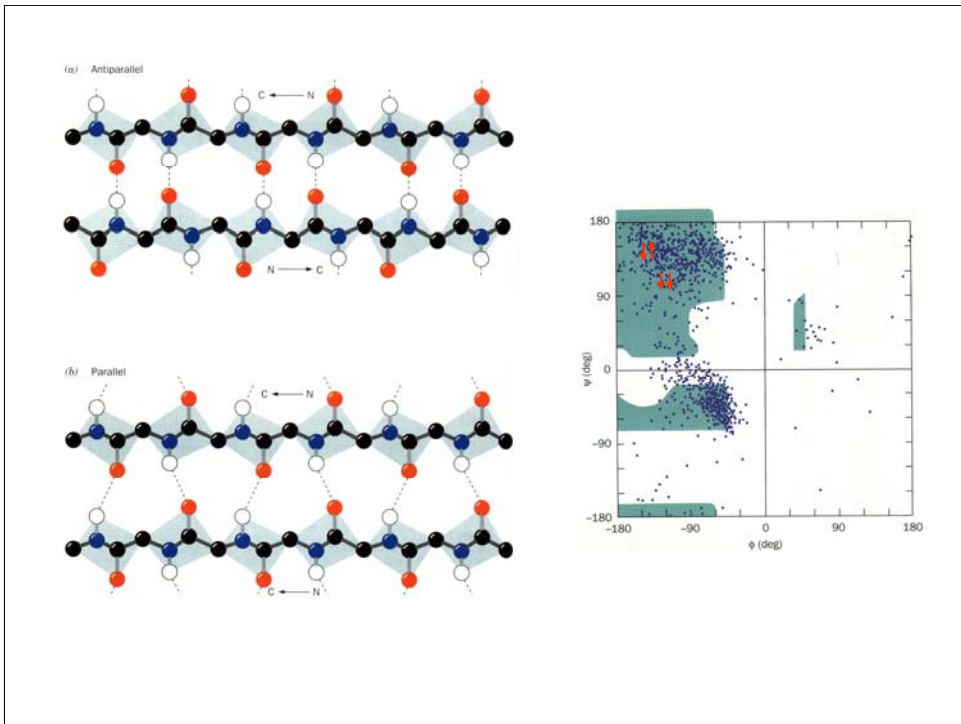 (a) Antiparallel
C N
N C
(b) Parallel
C N
C N
180
90
0
–90
–180
ψ (deg)
–180 –90 0 90 180
ϕ (deg)